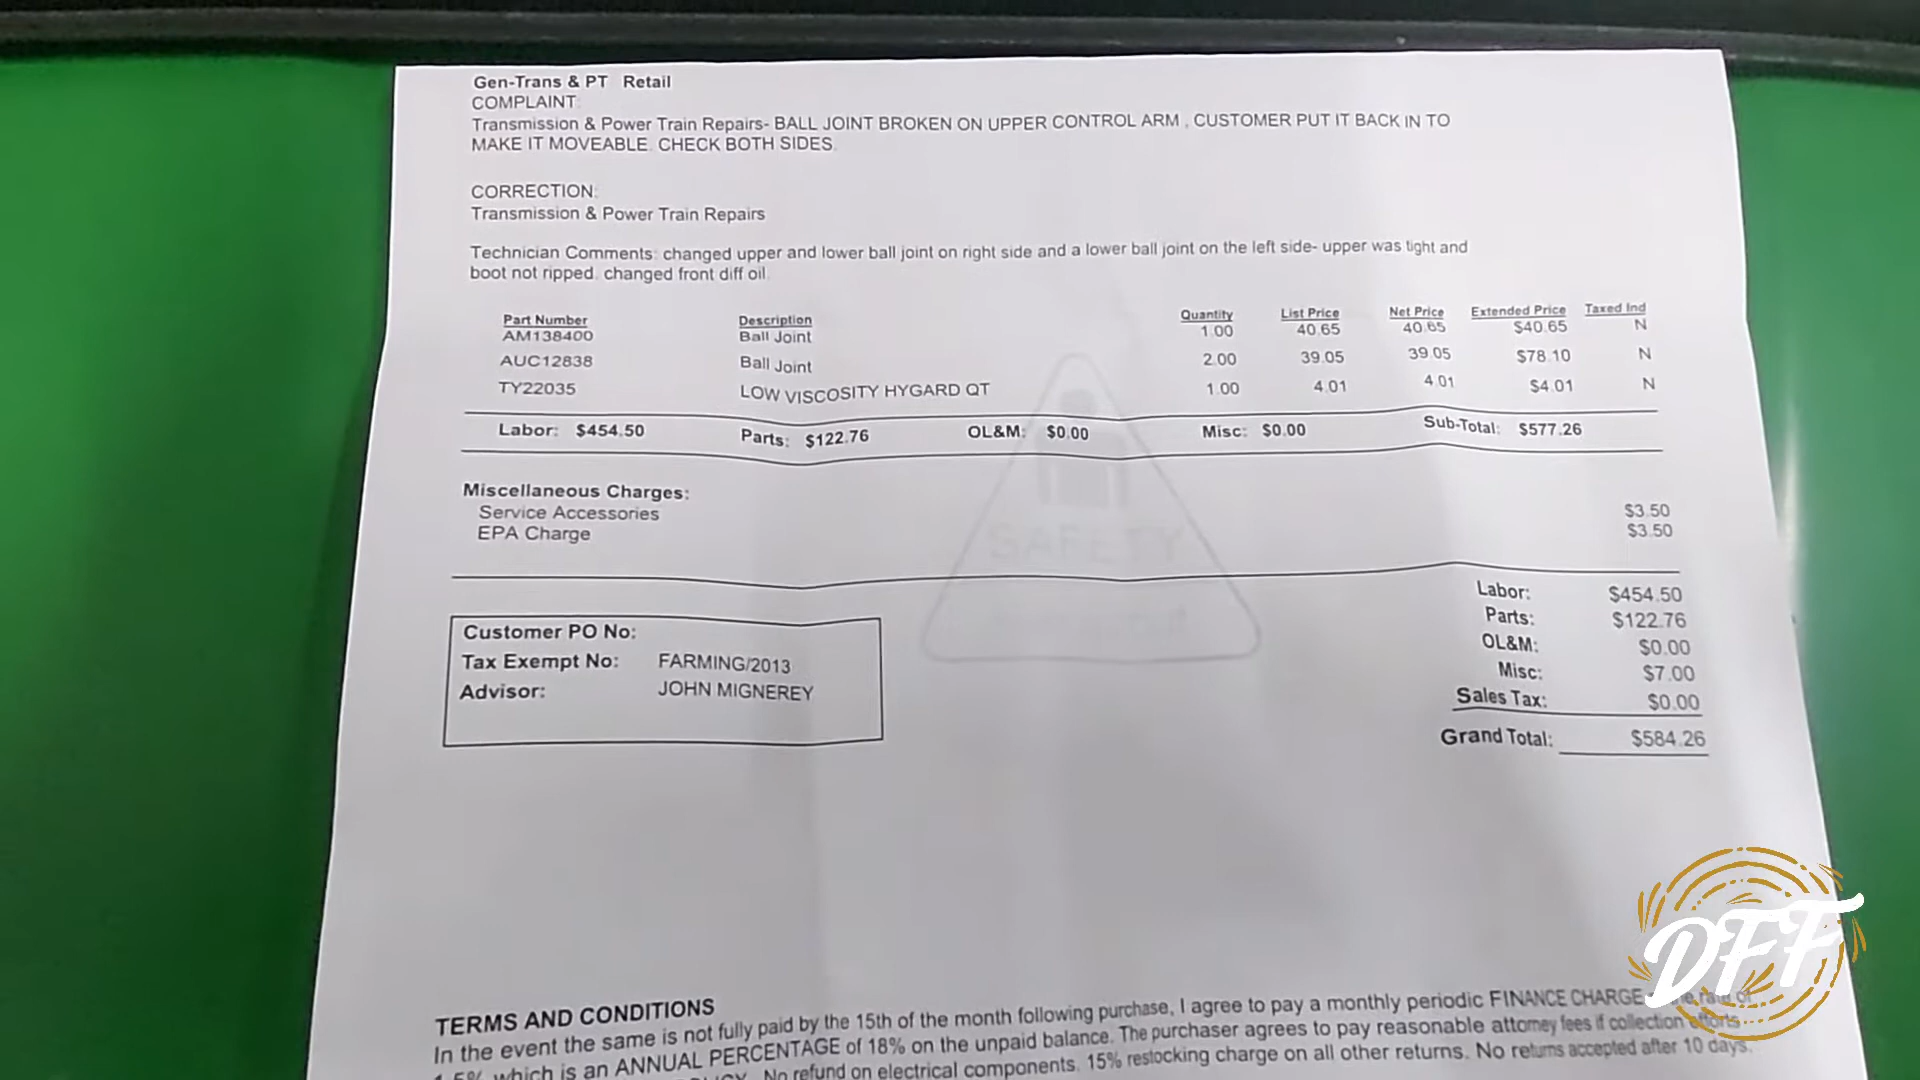 Gen-Trans & PT Retail
COMPLAINT:
Transmission & Power Train Repairs- BALL JOINT BROKEN ON UPPER CONTROL ARM , CUSTOMER PUT IT BACK IN TO
MAKE IT MOVEABLE. CHECK BOTH SIDES.
CORRECTION:
Transmission & Power Train Repairs
Technician Comments: changed upper and lower ball joint on right side and a lower ball joint on the left side- upper was tight and
boot not ripped. changed front diff oil.
Part Number Description Quantity List Price Net Price Extended Price Taxed Ind
AM138400 Ball Joint 1.00 40.65 40.65 $40.65 N
AUC12838 Ball Joint 2.00 39.05 39.05 $78.10 N
TY22035 LOW VISCOSITY HYGARD QT 1.00 4.01 4.01 $4.01 N
Labor: $454.50 Parts: $122.76 OL&M: $0.00 Misc: $0.00 Sub-Total: $577.26
Miscellaneous Charges:
Service Accessories $3.50
EPA Charge $3.50
SAFETY
Labor: $454.50
Parts: $122.76
OL&M: $0.00
Misc: $7.00
Sales Tax: $0.00
Grand Total: $584.26
Customer PO No:
Tax Exempt No: FARMING/2013
Advisor: JOHN MIGNEREY
TERMS AND CONDITIONS
In the event the same is not fully paid by the 15th of the month following purchase, I agree to pay a monthly periodic FINANCE CHARGE the rate of
which is an ANNUAL PERCENTAGE of 18% on the unpaid balance. The purchaser agrees to pay reasonable attorney fees if collection efforts
No refund on electrical components. 15% restocking charge on all other returns. No returns accepted after 10 days.
DFF